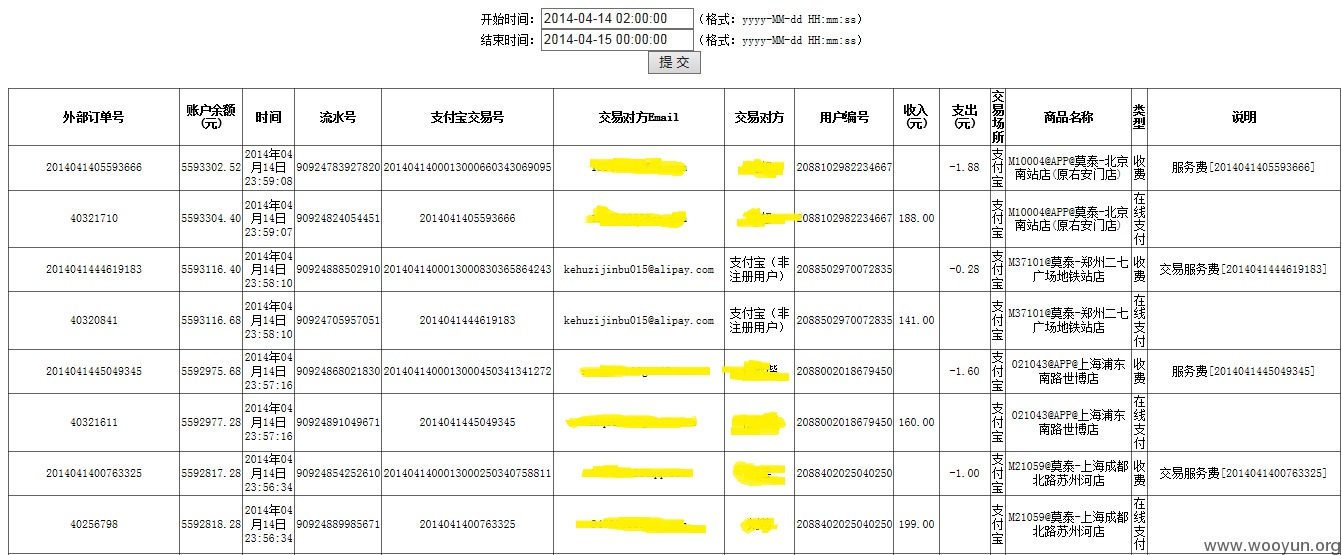 开始时间: 2014-04-14 02:00:00 (格式: yyyy-MM-dd HH:mm:ss)
结束时间: 2014-04-15 00:00:00 (格式: yyyy-MM-dd HH:mm:ss)
提 交
外部订单号 账户余额(元) 时间 流水号 支付宝交易号 交易对方Email 交易对方 用户编号 收入(元) 支出(元) 交易场所 商品名称 类型 说明
2014041405593666 5593302.52 2014年04月14日 23:59:08 90924783927820 2014041400013000660343069095 2088102982234667 -1.88 支付宝 M10004@APP@莫泰-北京南站店(原右安门店) 收费 服务费[2014041405593666]
40321710 5593304.40 2014年04月14日 23:59:07 90924824054451 2014041405593666 2088102982234667 188.00 支付宝 M10004@APP@莫泰-北京南站店(原右安门店) 在线支付
2014041444619183 5593116.40 2014年04月14日 23:58:10 90924888502910 2014041400013000830365864243 kehuzijinbu015@alipay.com 支付宝（非注册用户） 2088502970072835 -0.28 支付宝 M37101@莫泰-郑州二七广场地铁站店 收费 交易服务费[2014041444619183]
40320841 5593116.68 2014年04月14日 23:58:10 90924705957051 2014041444619183 kehuzijinbu015@alipay.com 支付宝（非注册用户） 2088502970072835 141.00 支付宝 M37101@莫泰-郑州二七广场地铁站店 在线支付
2014041445049345 5592975.68 2014年04月14日 23:57:16 90924868021830 2014041400013000450341341272 2088002018679450 -1.60 支付宝 021043@APP@上海浦东南路世博店 收费 服务费[2014041445049345]
40321611 5592977.28 2014年04月14日 23:57:16 90924891049671 2014041445049345 2088002018679450 160.00 支付宝 021043@APP@上海浦东南路世博店 在线支付
2014041400763325 5592817.28 2014年04月14日 23:56:34 90924854252610 2014041400013000250340758811 2088402025040250 -1.00 支付宝 M21059@莫泰-上海成都北路苏州河店 收费 交易服务费[2014041400763325]
40256798 5592818.28 2014年04月14日 23:56:34 90924889985671 2014041400763325 2088402025040250 199.00 支付宝 M21059@莫泰-上海成都北路苏州河店 在线支付
www.wooyun.org